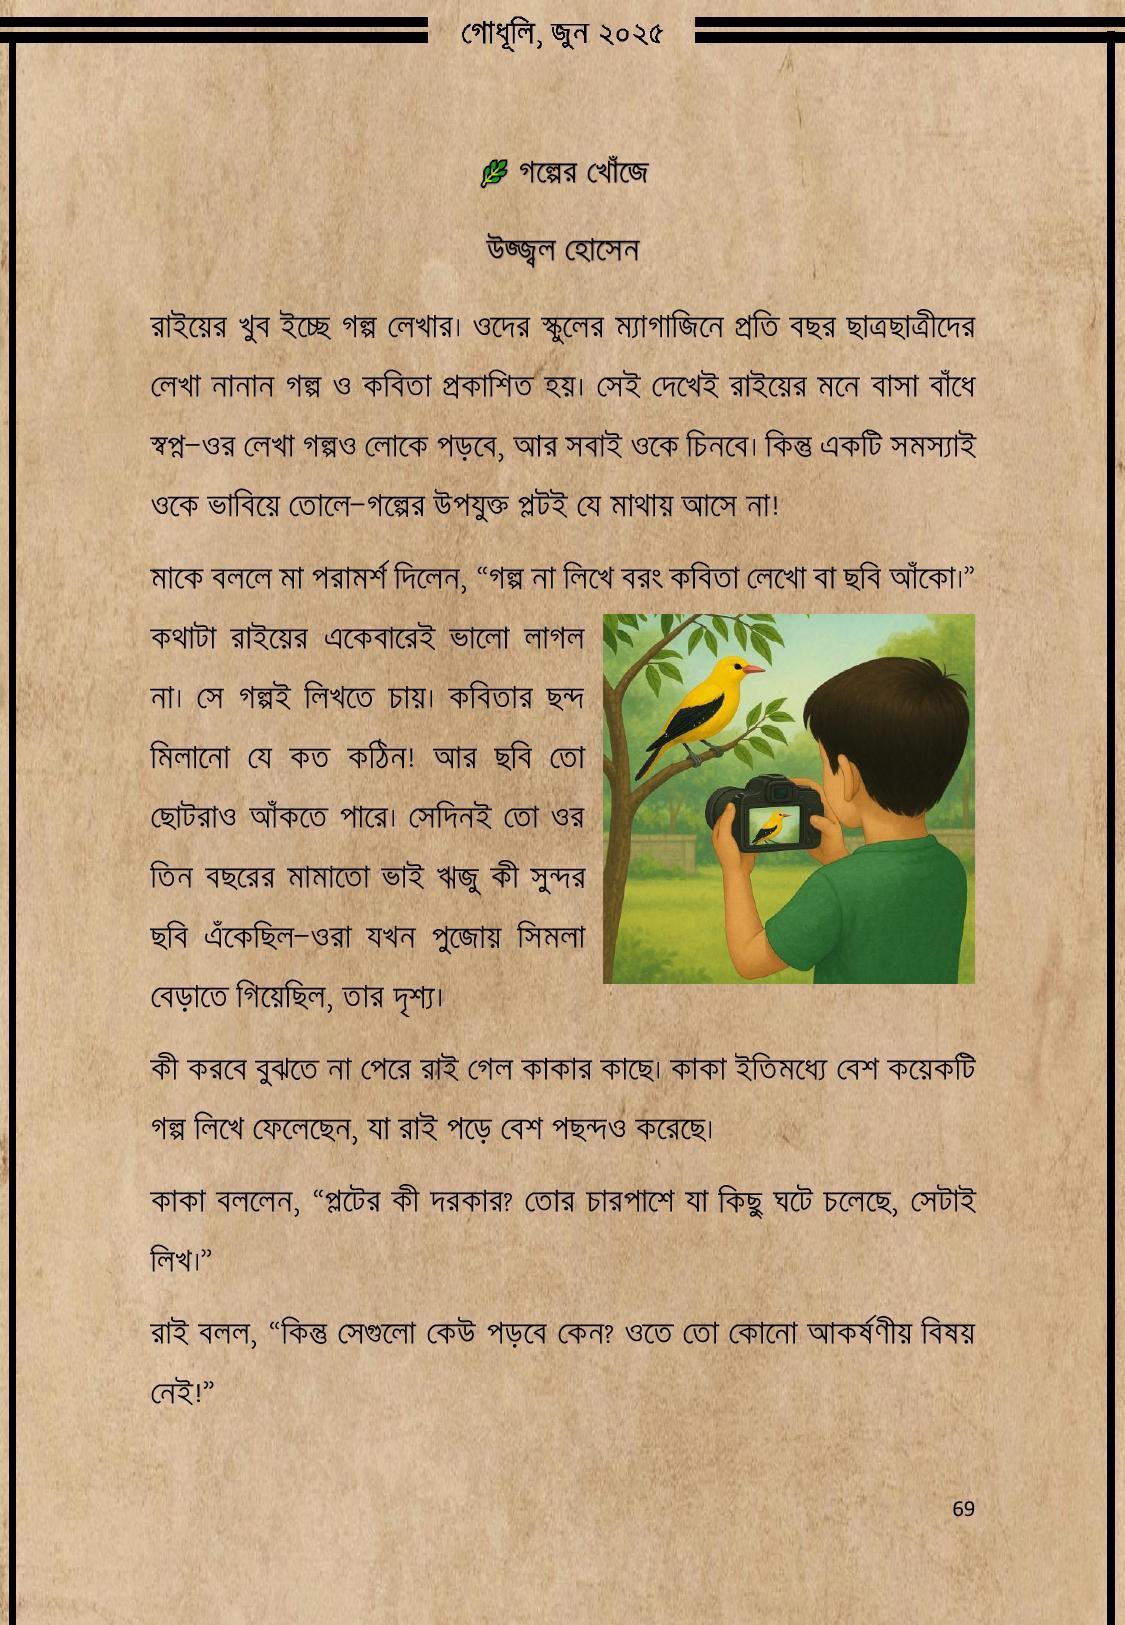 গোধূলি, জুন ২০২৫
গল্পের খোঁজে
উজ্জ্বল হোসেন
রাইয়ের খুব ইচ্ছে গল্প লেখার। ওদের স্কুলের ম্যাগাজিনে প্রতি বছর ছাত্রছাত্রীদের
লেখা নানান গল্প ও কবিতা প্রকাশিত হয়। সেই দেখেই রাইয়ের মনে বাসা বাঁধে
স্বপ্ন–ওর লেখা গল্পও লোকে পড়বে, আর সবাই ওকে চিনবে। কিন্তু একটি সমস্যাই
ওকে ভাবিয়ে তোলে–গল্পের উপযুক্ত প্লটই যে মাথায় আসে না!
মাকে বললে মা পরামর্শ দিলেন, “গল্প না লিখে বরং কবিতা লেখো বা ছবি আঁকো।”
কথাটা রাইয়ের একেবারেই ভালো লাগল
না। সে গল্পই লিখতে চায়। কবিতার ছন্দ
মিলানো যে কত কঠিন! আর ছবি তো
ছোটরাও আঁকতে পারে। সেদিনই তো ওর
তিন বছরের মামাতো ভাই ঋজু কী সুন্দর
ছবি এঁকেছিল–ওরা যখন পুজোয় সিমলা
বেড়াতে গিয়েছিল, তার দৃশ্য।
কী করবে বুঝতে না পেরে রাই গেল কাকার কাছে। কাকা ইতিমধ্যে বেশ কয়েকটি
গল্প লিখে ফেলেছেন, যা রাই পড়ে বেশ পছন্দও করেছে।
কাকা বললেন, “প্লটের কী দরকার? তোর চারপাশে যা কিছু ঘটে চলেছে, সেটাই
লিখ।”
রাই বলল, “কিন্তু সেগুলো কেউ পড়বে কেন? ওতে তো কোনো আকর্ষণীয় বিষয়
নেই!”
69